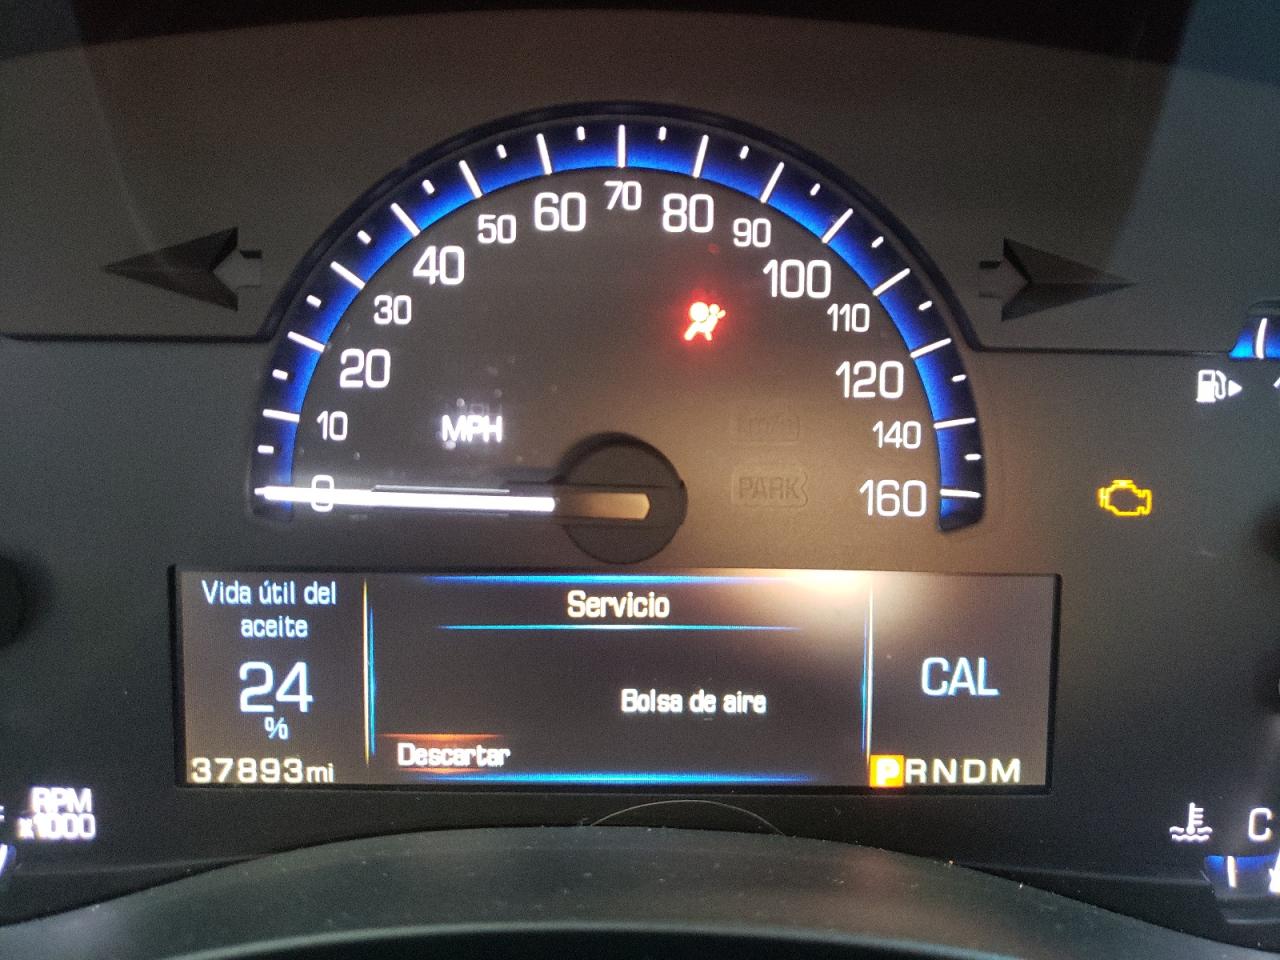 70
60
80
50
90
40
100
30
110
20
120
10
MPH
140
0
PARK
160
Vida útil del
aceite
24
%
37893mi
Servicio
Bolsa de aire
Descartar
CAL
PRNDM
RPM
x1000
C